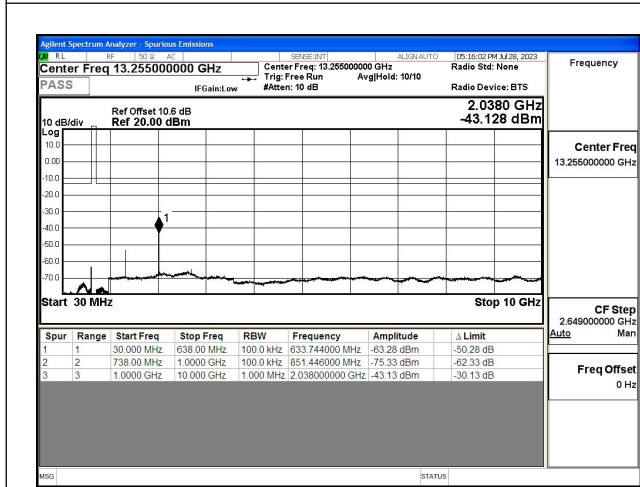 Agilent Spectrum Analyzer - Spurious Emissions
RL RF 50 Ω AC SENSE:INT ALIGN AUTO 05:16:02 PM Jul 28, 2023
Center Freq 13.255000000 GHz Center Freq: 13.255000000 GHz Radio Std: None
Trig: Free Run Avg|Hold: 10/10
PASS IFGain:Low #Atten: 10 dB Radio Device: BTS
Frequency
Ref Offset 10.6 dB 2.0380 GHz
10 dB/div Ref 20.00 dBm -43.128 dBm
Log
10.0
0.00
-10.0
-20.0
-30.0
-40.0
-50.0
-60.0
-70.0
1
Start 30 MHz Stop 10 GHz
Center Freq
13.255000000 GHz
CF Step
2.649000000 GHz
Auto Man
Freq Offset
0 Hz
Spur Range Start Freq Stop Freq RBW Frequency Amplitude Δ Limit
1 1 30.000 MHz 638.00 MHz 100.0 kHz 633.744000 MHz -63.28 dBm -50.28 dB
2 2 738.00 MHz 1.0000 GHz 100.0 kHz 851.446000 MHz -75.33 dBm -62.33 dB
3 3 1.0000 GHz 10.000 GHz 1.000 MHz 2.038000000 GHz -43.13 dBm -30.13 dB
MSG STATUS